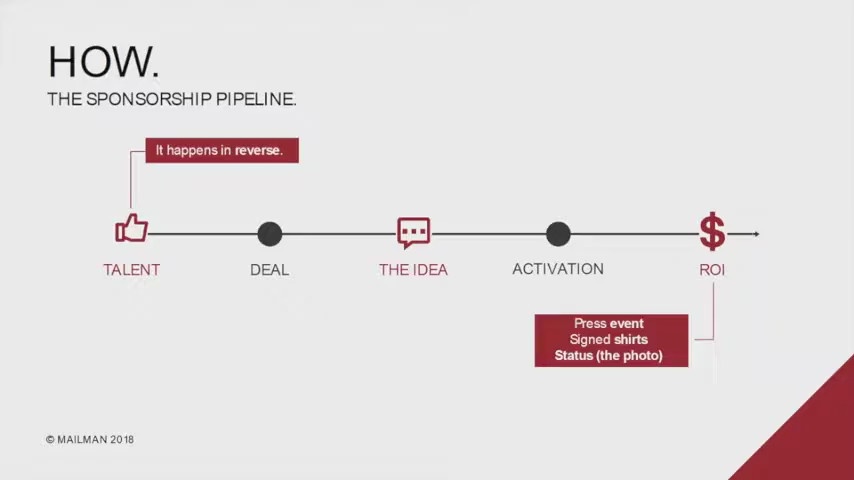 HOW.
THE SPONSORSHIP PIPELINE.
It happens in reverse.
TALENT
DEAL
THE IDEA
ACTIVATION
$
ROI
Press event
Signed shirts
Status (the photo)
© MAILMAN 2018